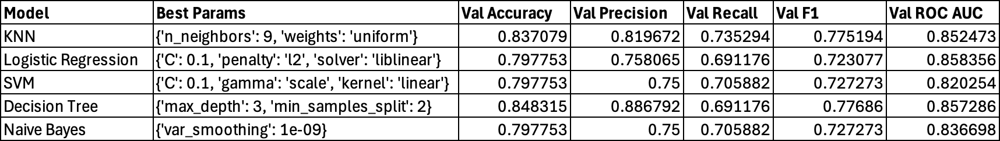 Model Best Params Val Accuracy Val Precision Val Recall Val F1 Val ROC AUC
KNN {'n_neighbors': 9, 'weights': 'uniform'} 0.837079 0.819672 0.735294 0.775194 0.852473
Logistic Regression {'C': 0.1, 'penalty': 'l2', 'solver': 'liblinear'} 0.797753 0.758065 0.691176 0.723077 0.858356
SVM {'C': 0.1, 'gamma': 'scale', 'kernel': 'linear'} 0.797753 0.75 0.705882 0.727273 0.820254
Decision Tree {'max_depth': 3, 'min_samples_split': 2} 0.848315 0.886792 0.691176 0.77686 0.857286
Naive Bayes {'var_smoothing': 1e-09} 0.797753 0.75 0.705882 0.727273 0.836698